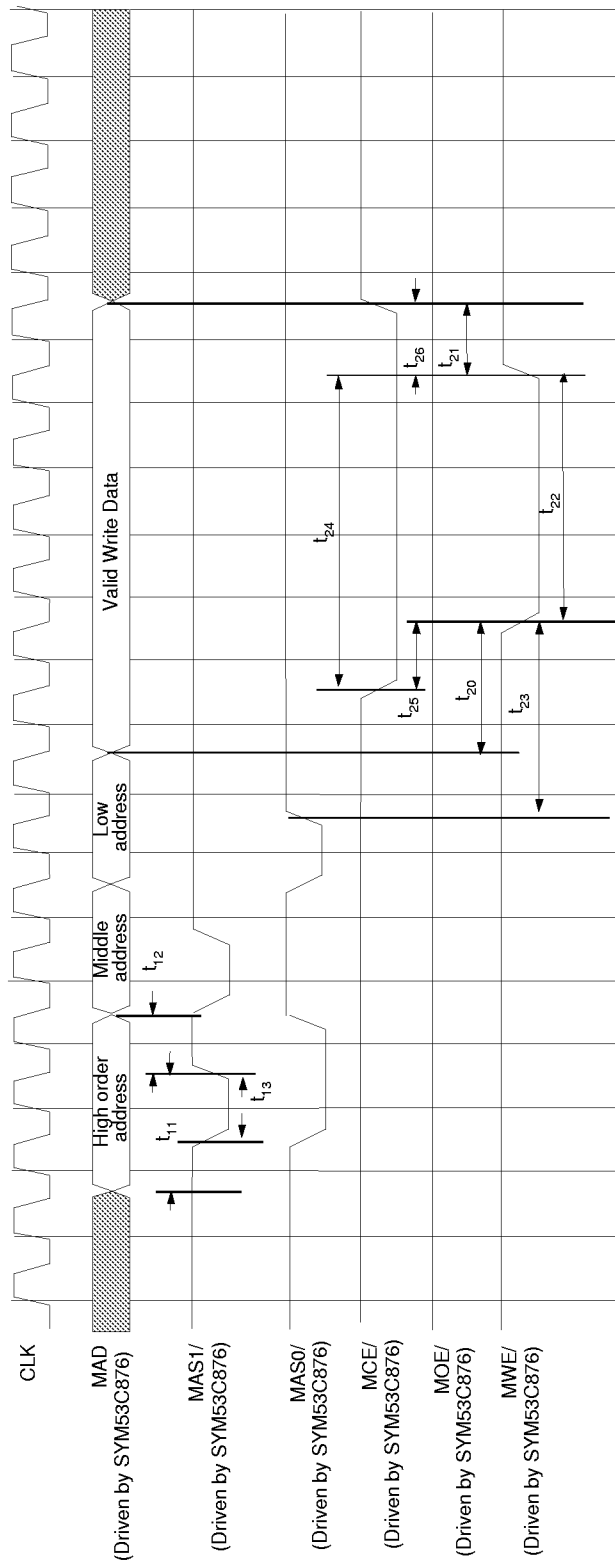 CLK
MAD
(Driven by SYM53C876)
High order
address
Middle
address
Low
address
Valid Write Data
MAS1/
(Driven by SYM53C876)
t11
t13
t12
MAS0/
(Driven by SYM53C876)
MCE/
(Driven by SYM53C876)
t24
t25
t26
MOE/
(Driven by SYM53C876)
t20
t21
MWE/
(Driven by SYM53C876)
t23
t22